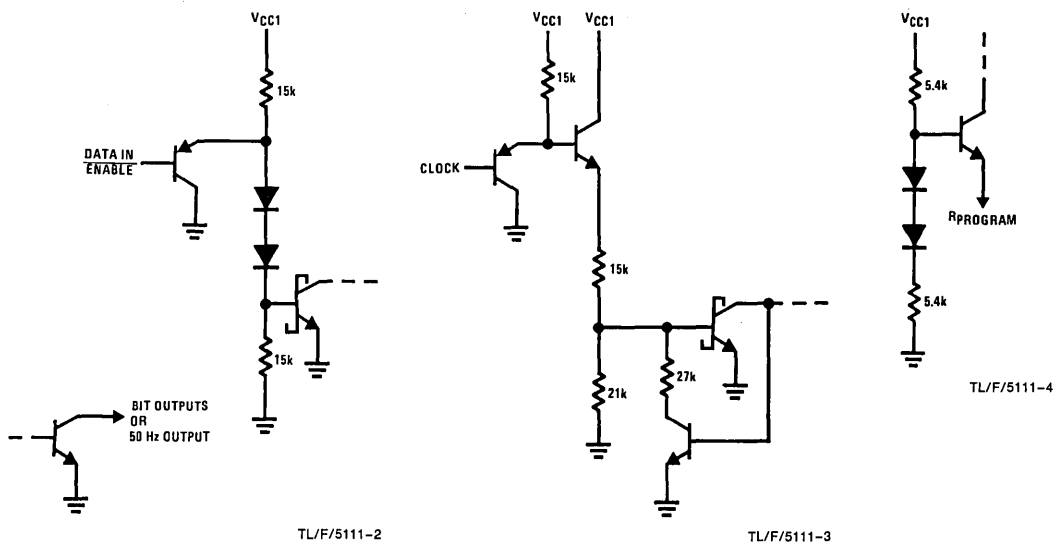 VCC1
15k
DATA IN
ENABLE
15k
BIT OUTPUTS
OR
50 Hz OUTPUT
TL/F/5111-2
VCC1
VCC1
15k
CLOCK
15k
21k
27k
TL/F/5111-3
VCC1
5.4k
RPROGRAM
5.4k
TL/F/5111-4